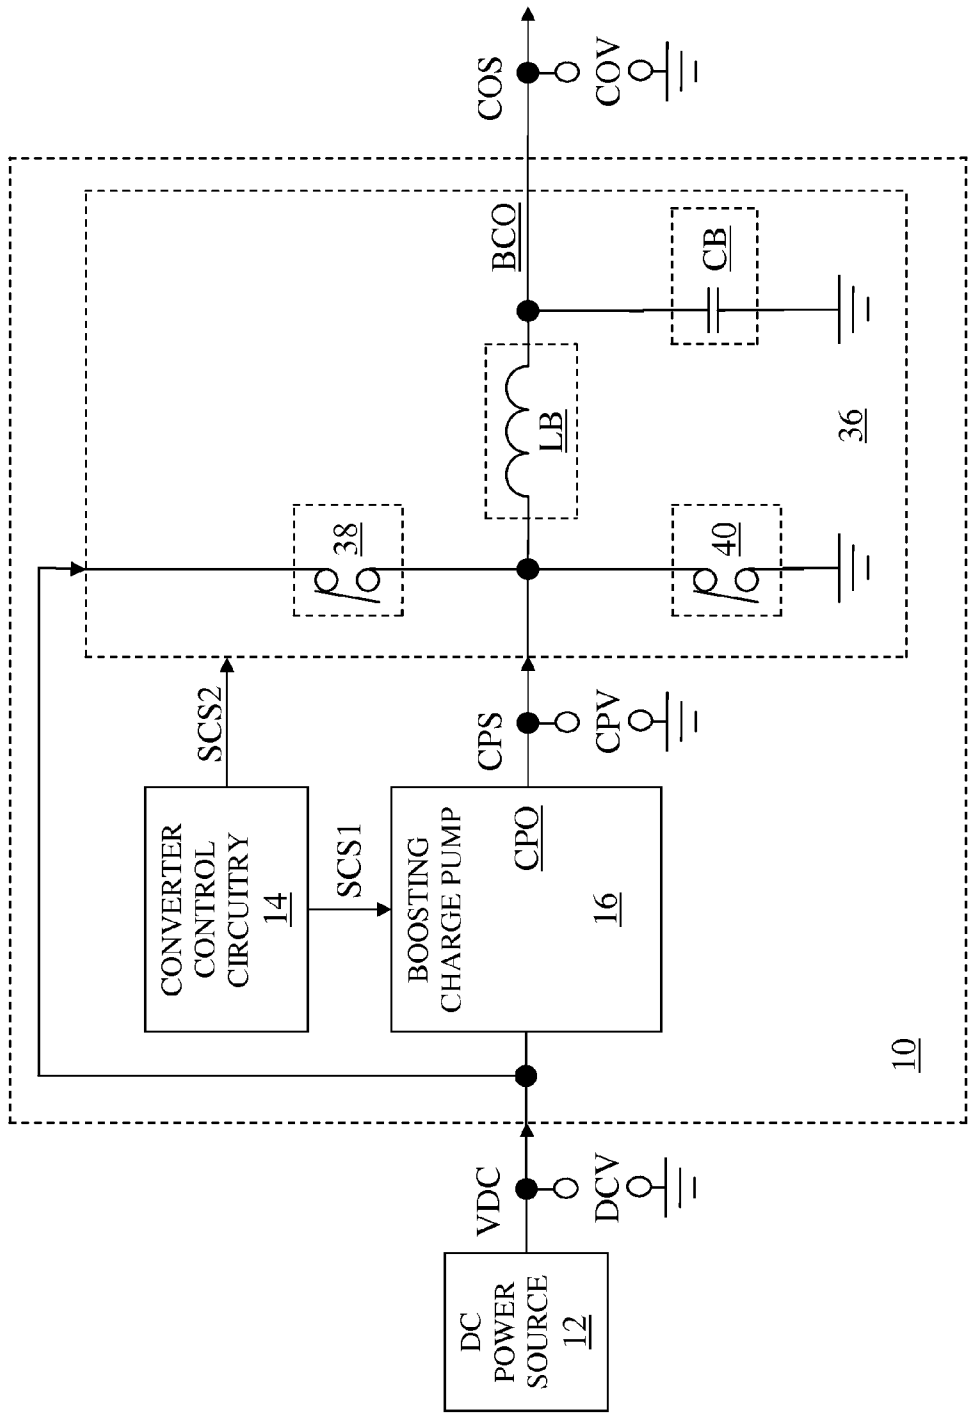 DC
POWER
SOURCE
12
VDC
DCV
10
CONVERTER
CONTROL
CIRCUITRY
14
SCS1
SCS2
BOOSTING
CHARGE PUMP
CPO
16
CPS
CPV
38
40
LB
36
BCO
CB
COS
COV